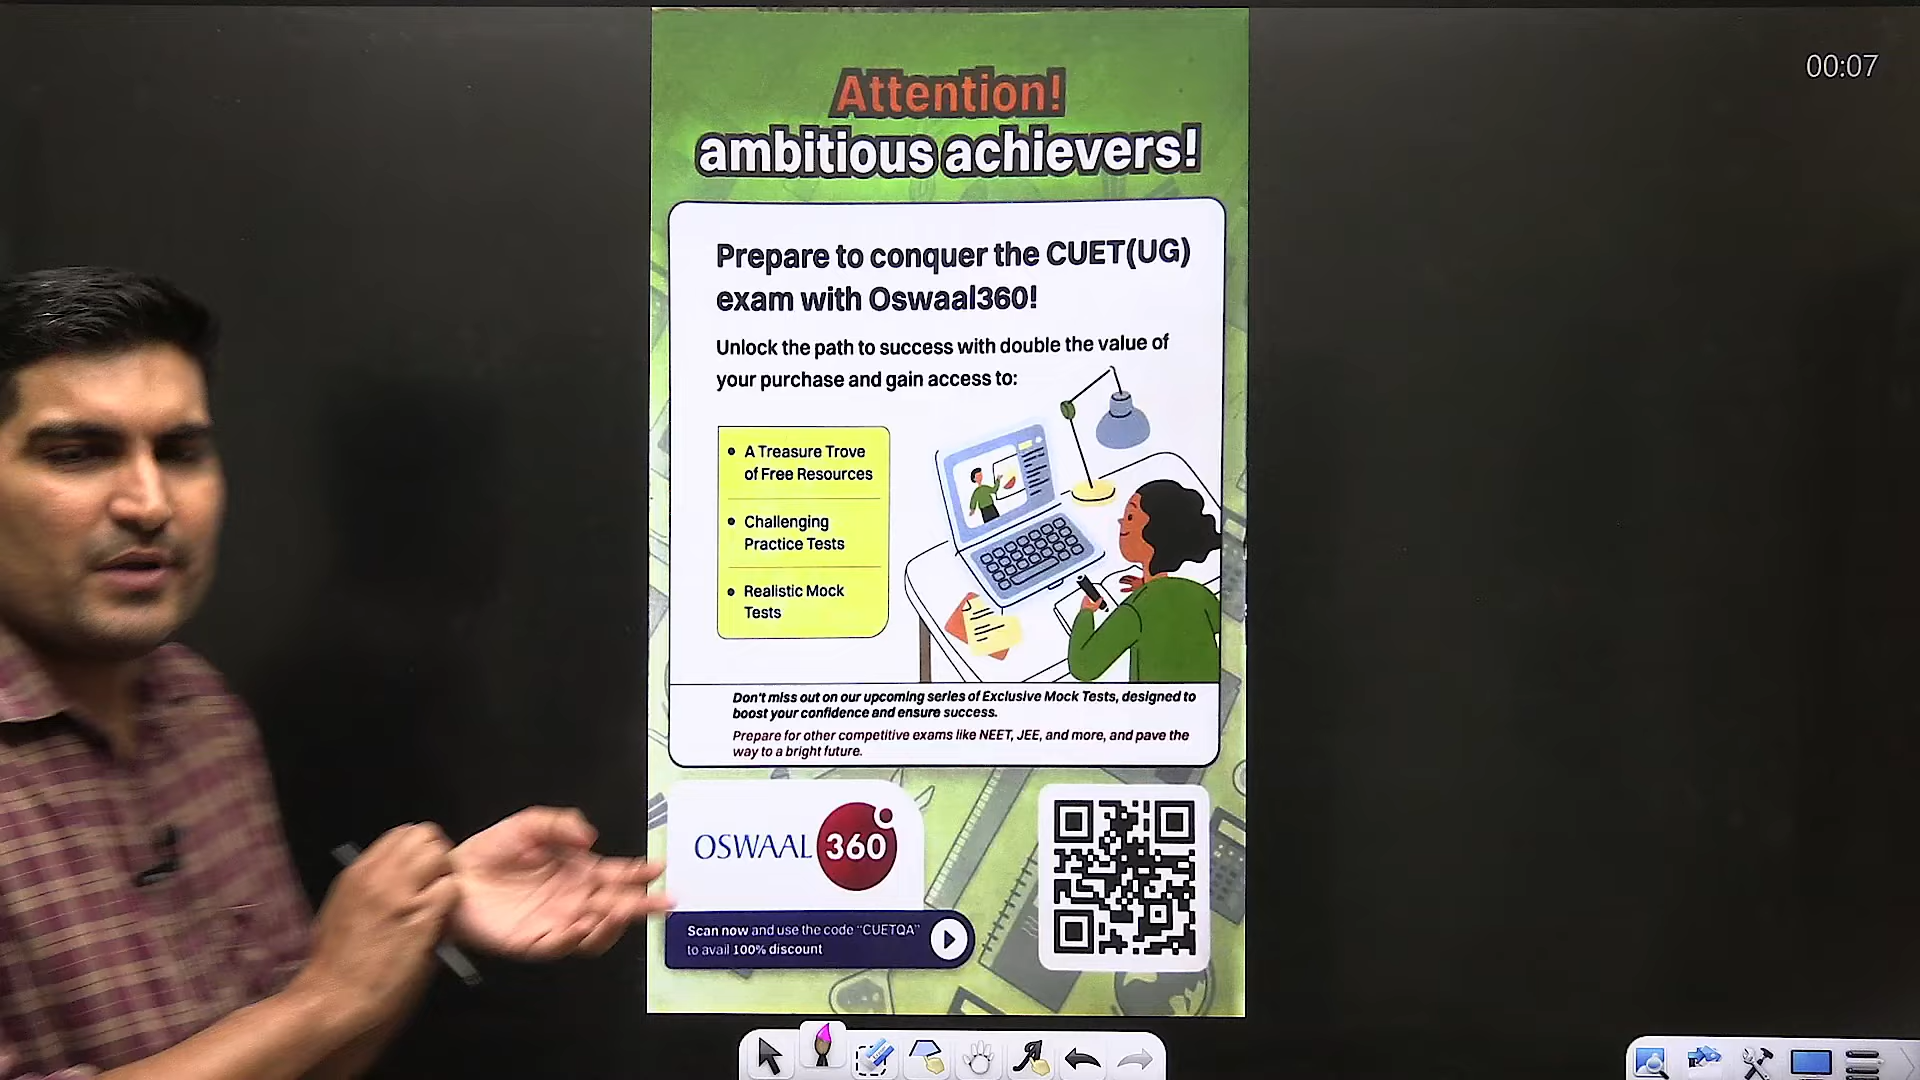 00:07
Attention!
ambitious achievers!
Prepare to conquer the CUET(UG)
exam with Oswaal360!
Unlock the path to success with double the value of
your purchase and gain access to:
• A Treasure Trove
of Free Resources
• Challenging
Practice Tests
• Realistic Mock
Tests
Don't miss out on our upcoming series of Exclusive Mock Tests, designed to
boost your confidence and ensure success.
Prepare for other competitive exams like NEET, JEE, and more, and pave the
way to a bright future.
OSWAAL 360
Scan now and use the code "CUETQA"
to avail 100% discount